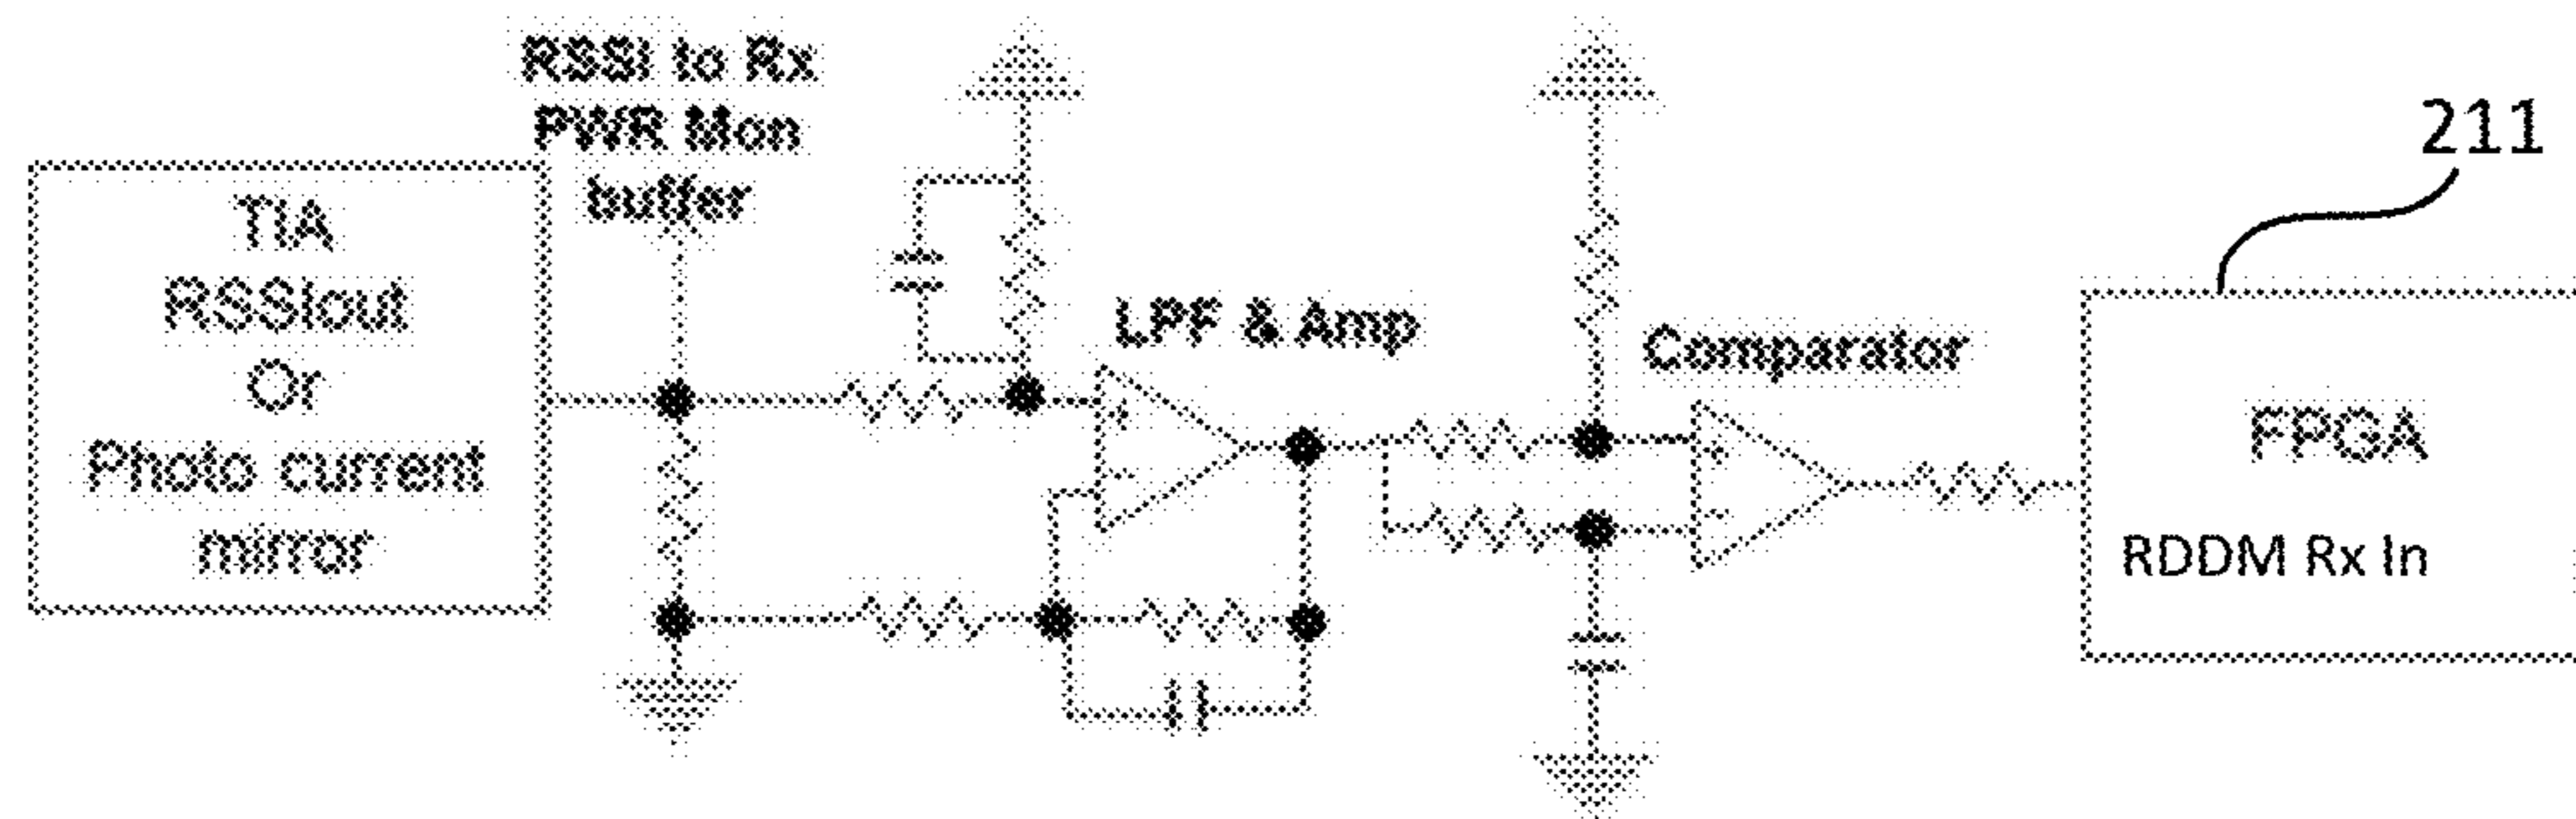 RSSI to Rx
PWR Mon
buffer
TIA
RSSIout
Or
Photo current
mirror
LPF & Amp
+
−
Comparator
+
−
211
FPGA
RDDM Rx In